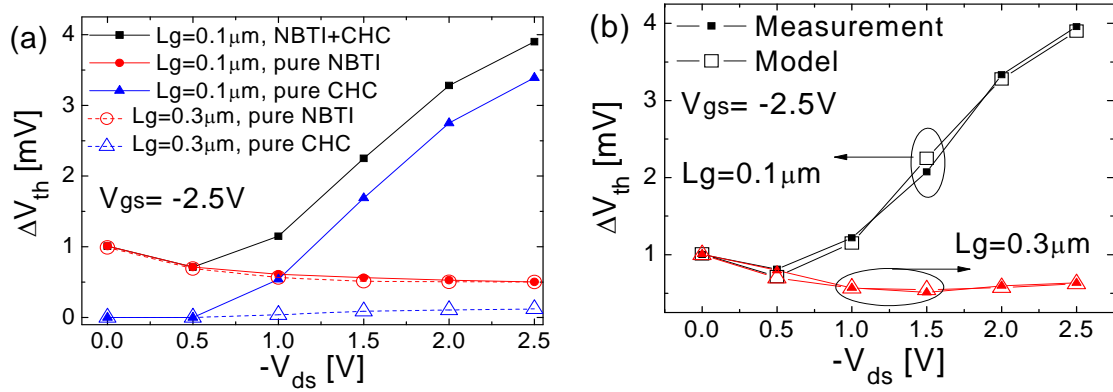 (a)
Lg=0.1μm, NBTI+CHC
Lg=0.1μm, pure NBTI
Lg=0.1μm, pure CHC
Lg=0.3μm, pure NBTI
Lg=0.3μm, pure CHC
Vgs= -2.5V
ΔVth [mV]
4
3
2
1
0
0.0 0.5 1.0 1.5 2.0 2.5
-Vds [V]
(b)
Measurement
Model
Vgs= -2.5V
Lg=0.1μm
Lg=0.3μm
ΔVth [mV]
4
3
2
1
0.0 0.5 1.0 1.5 2.0 2.5
-Vds [V]